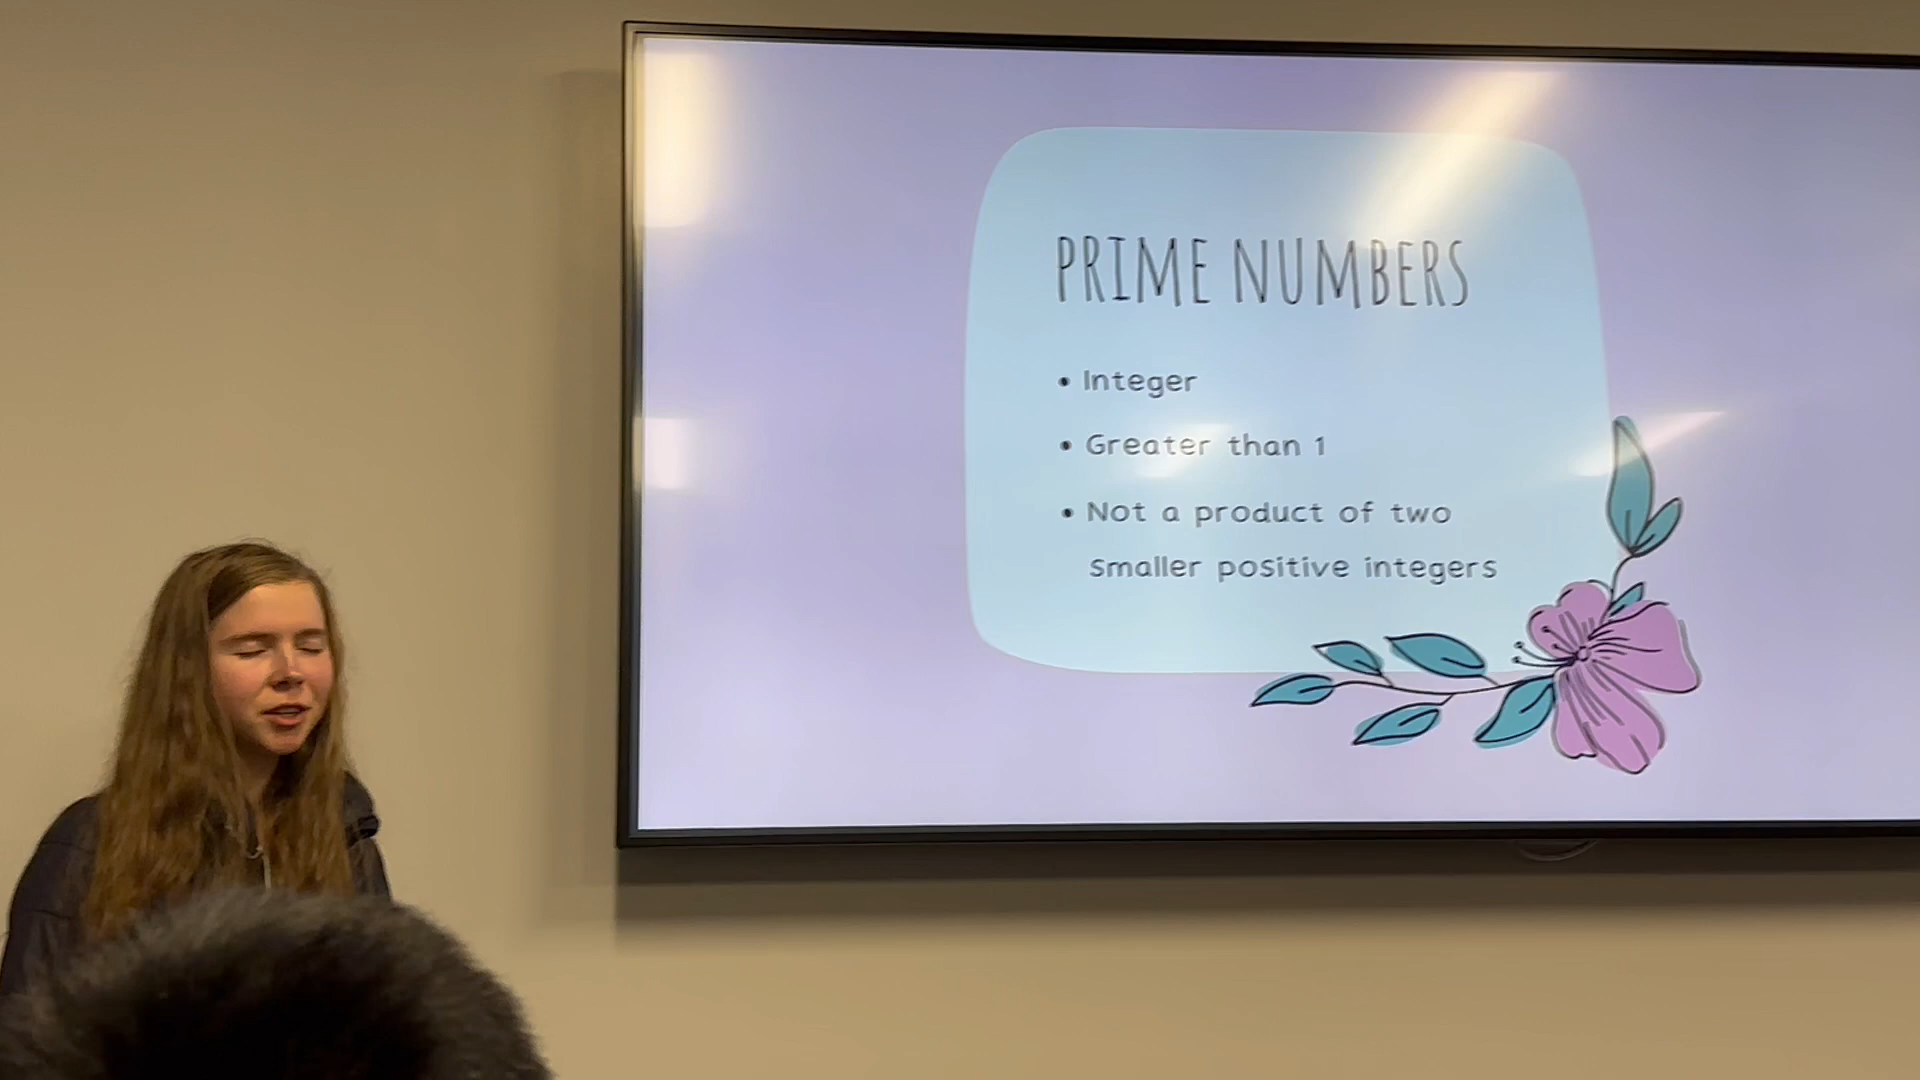 PRIME NUMBERS
• Integer
• Greater than 1
• Not a product of two
smaller positive integers